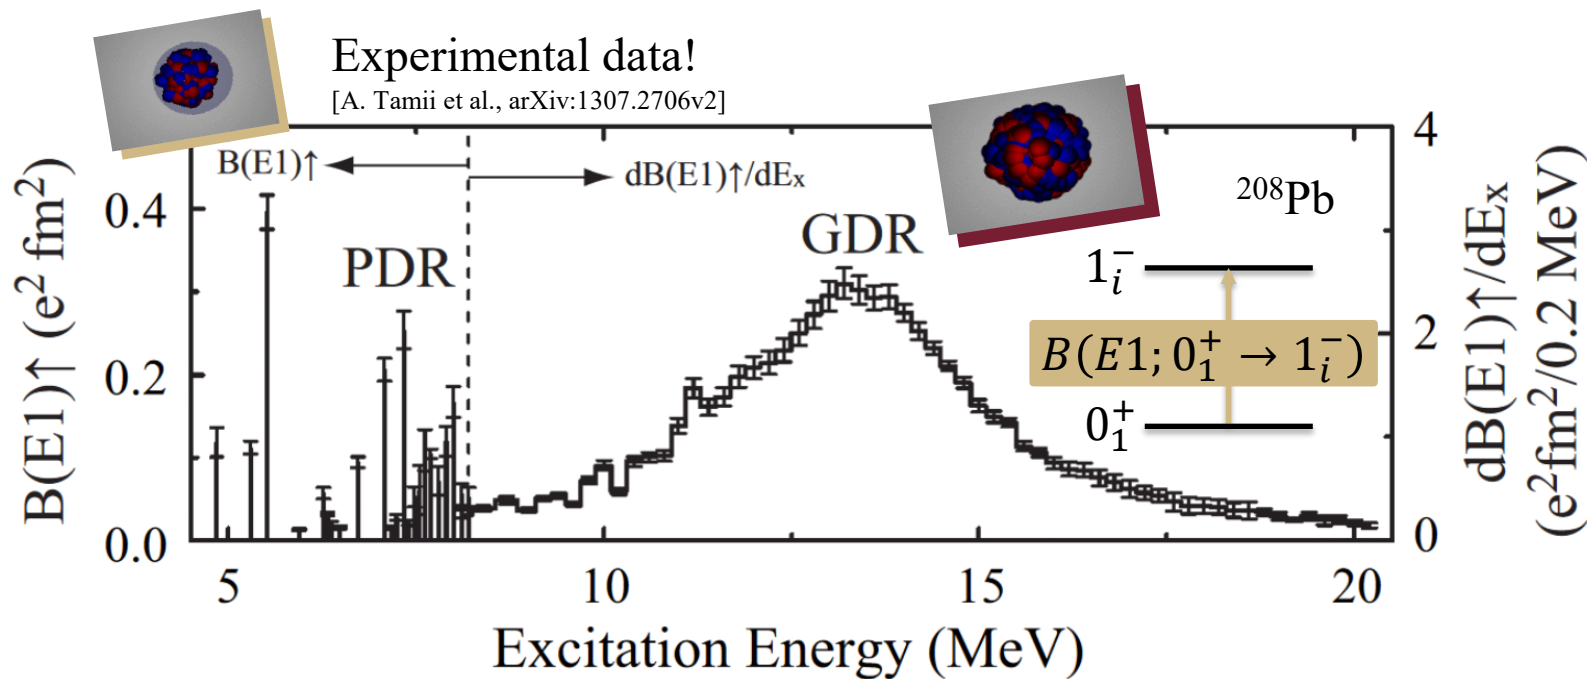 Experimental data!
[A. Tamii et al., arXiv:1307.2706v2]
B(E1)↑
dB(E1)↑/dEₓ
PDR
GDR
²⁰⁸Pb
1ᵢ⁻
B(E1; 0₁⁺ → 1ᵢ⁻)
0₁⁺
B(E1)↑ (e² fm²)
0.4
0.2
0.0
4
2
0
dB(E1)↑/dEₓ
(e²fm²/0.2 MeV)
5 10 15 20
Excitation Energy (MeV)